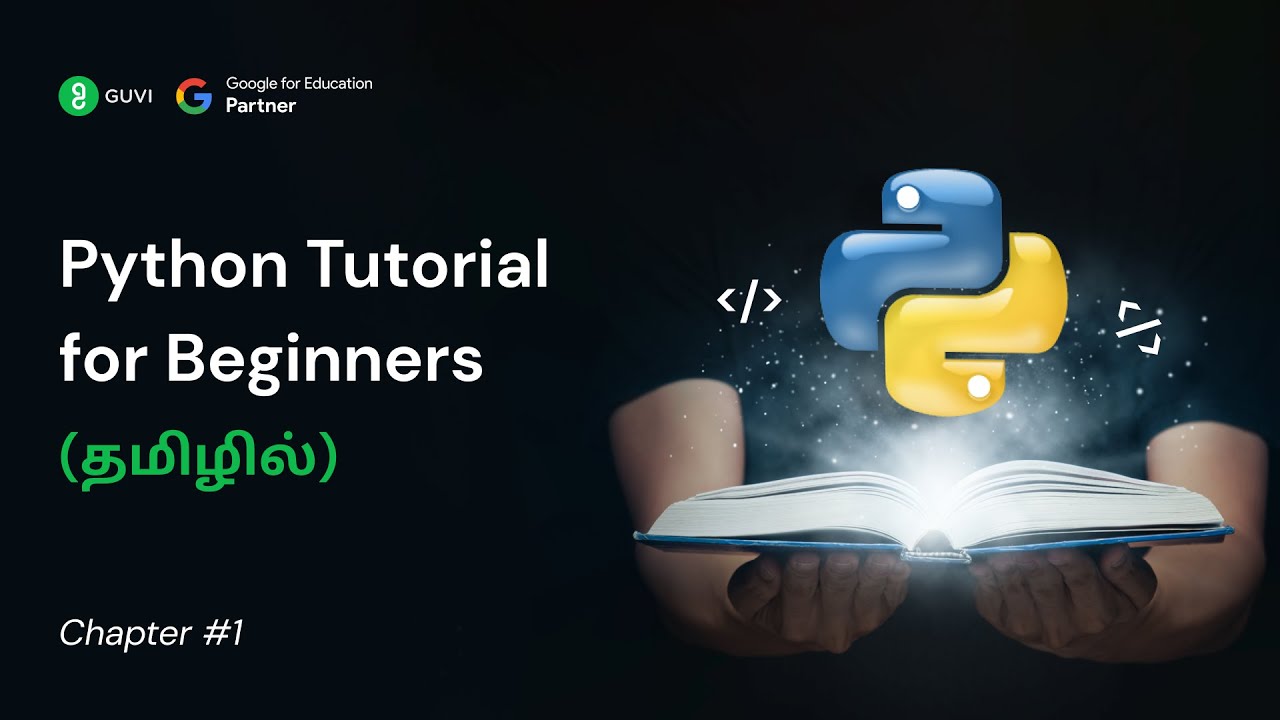 GUVI
Google for Education
Partner
Python Tutorial
for Beginners
(தமிழில்)
</>
</>
Chapter #1